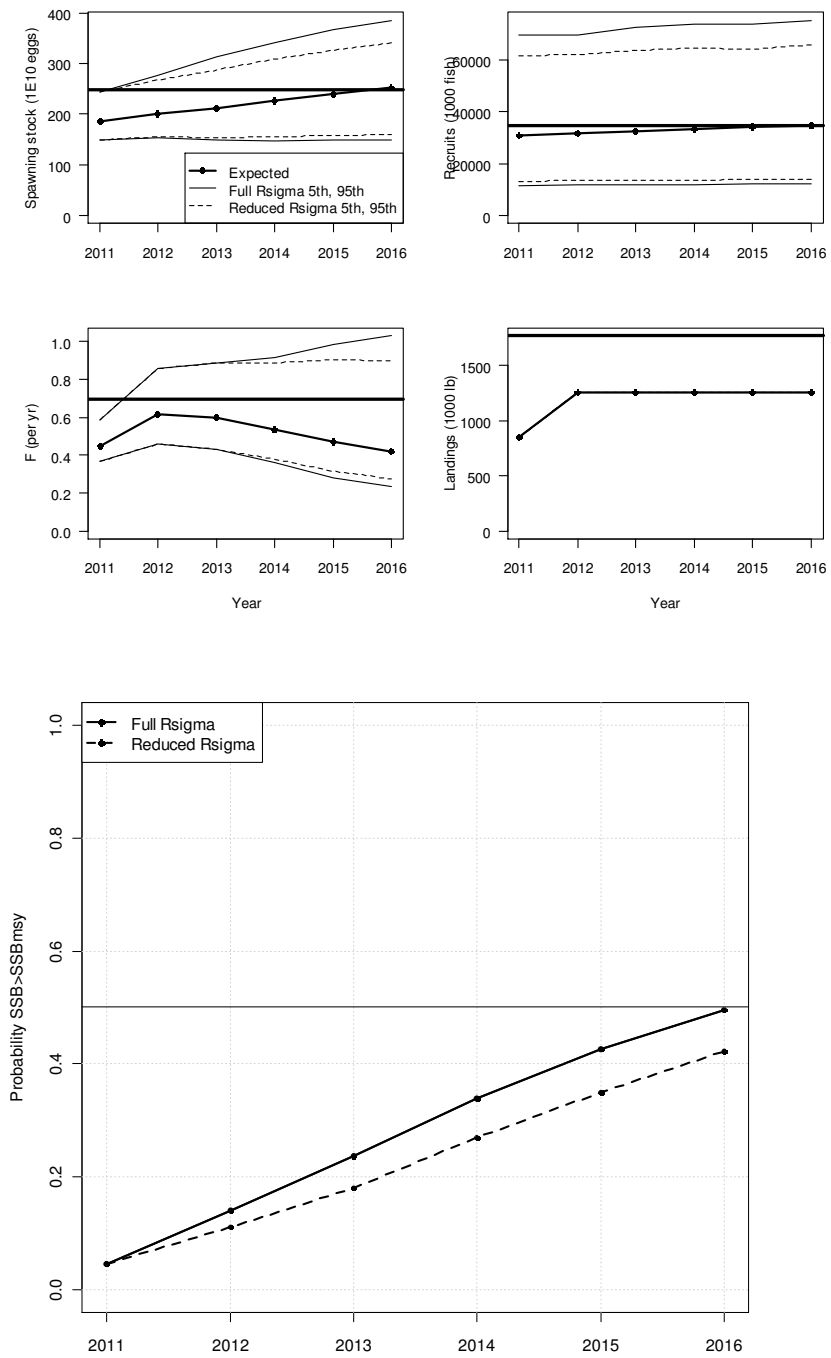 Spawning stock (1E10 eggs)
400
300
200
100
0
Expected
Full Rsigma 5th, 95th
Reduced Rsigma 5th, 95th
2011 2012 2013 2014 2015 2016
Recruits (1000 fish)
60000
40000
20000
0
2011 2012 2013 2014 2015 2016
F (per yr)
1.0
0.8
0.6
0.4
0.2
0.0
2011 2012 2013 2014 2015 2016
Year
Landings (1000 lb)
1500
1000
500
0
2011 2012 2013 2014 2015 2016
Year
Full Rsigma
Reduced Rsigma
Probability SSB>SSBmsy
1.0
0.8
0.6
0.4
0.2
0.0
2011 2012 2013 2014 2015 2016